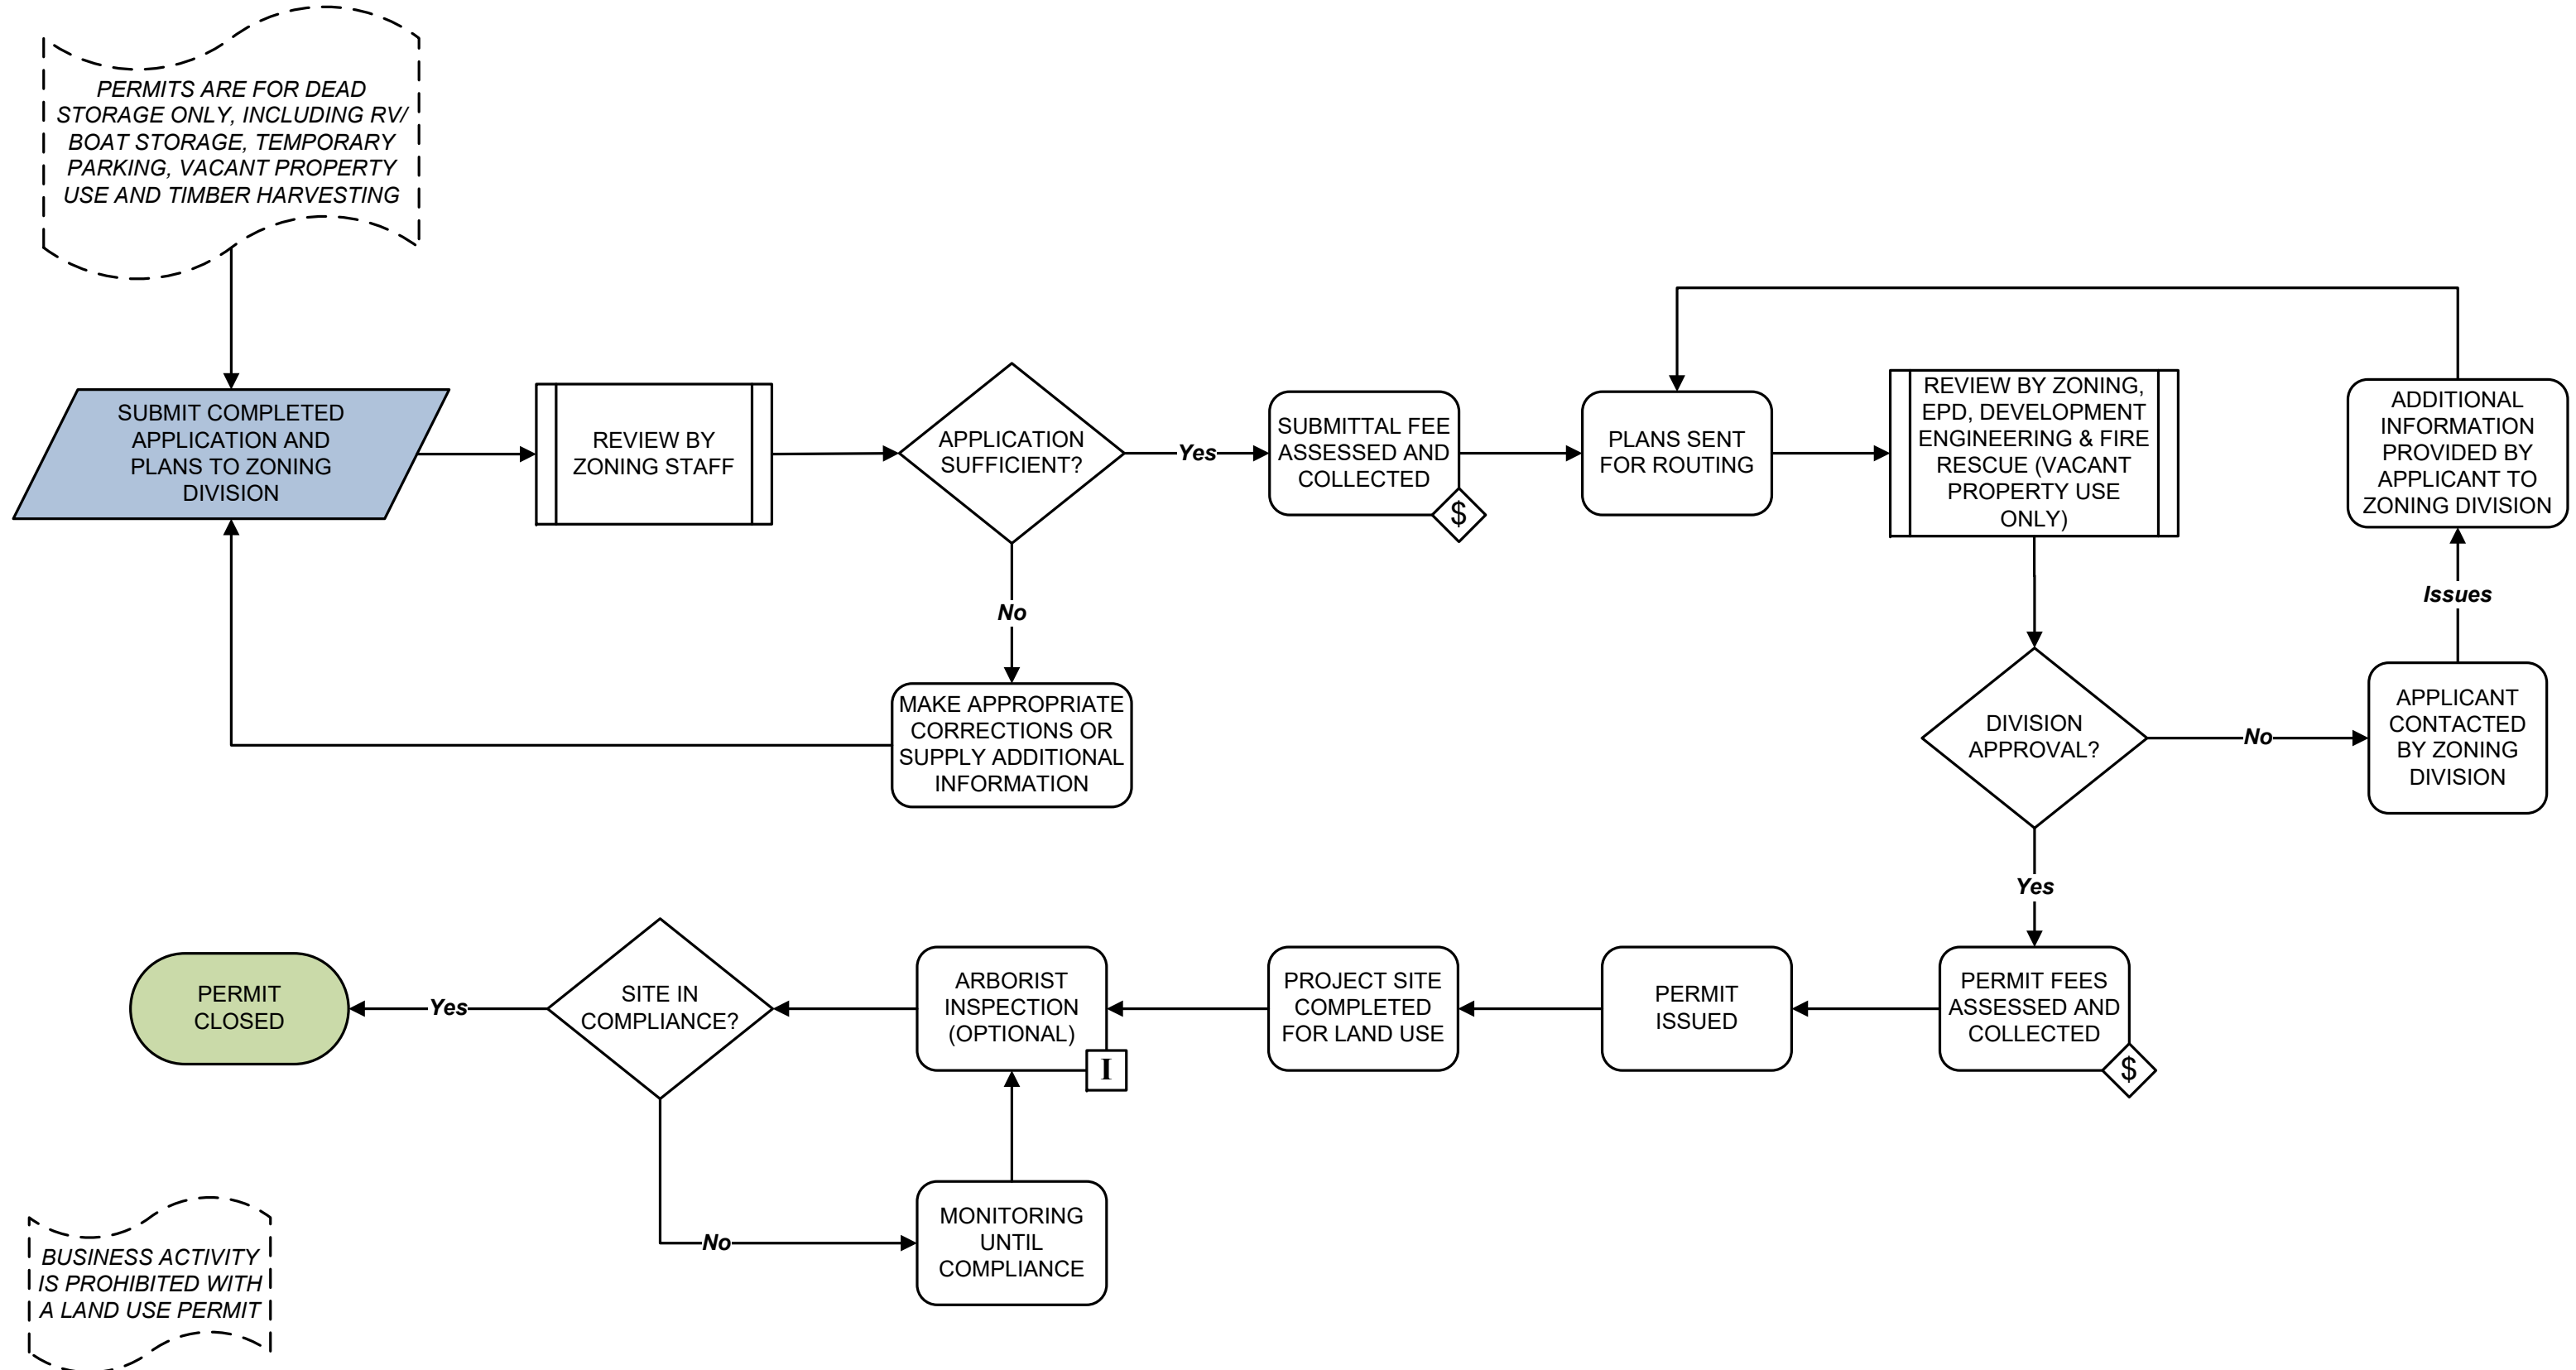 PERMITS ARE FOR DEAD
STORAGE ONLY, INCLUDING RV/
BOAT STORAGE, TEMPORARY
PARKING, VACANT PROPERTY
USE AND TIMBER HARVESTING
SUBMIT COMPLETED
APPLICATION AND
PLANS TO ZONING
DIVISION
REVIEW BY
ZONING STAFF
APPLICATION
SUFFICIENT?
Yes
No
MAKE APPROPRIATE
CORRECTIONS OR
SUPPLY ADDITIONAL
INFORMATION
SUBMITTAL FEE
ASSESSED AND
COLLECTED
$
PLANS SENT
FOR ROUTING
REVIEW BY ZONING,
EPD, DEVELOPMENT
ENGINEERING & FIRE
RESCUE (VACANT
PROPERTY USE
ONLY)
DIVISION
APPROVAL?
No
APPLICANT
CONTACTED
BY ZONING
DIVISION
Issues
ADDITIONAL
INFORMATION
PROVIDED BY
APPLICANT TO
ZONING DIVISION
Yes
PERMIT FEES
ASSESSED AND
COLLECTED
$
PERMIT
ISSUED
PROJECT SITE
COMPLETED
FOR LAND USE
ARBORIST
INSPECTION
(OPTIONAL)
I
SITE IN
COMPLIANCE?
No
MONITORING
UNTIL
COMPLIANCE
Yes
PERMIT
CLOSED
BUSINESS ACTIVITY
IS PROHIBITED WITH
A LAND USE PERMIT